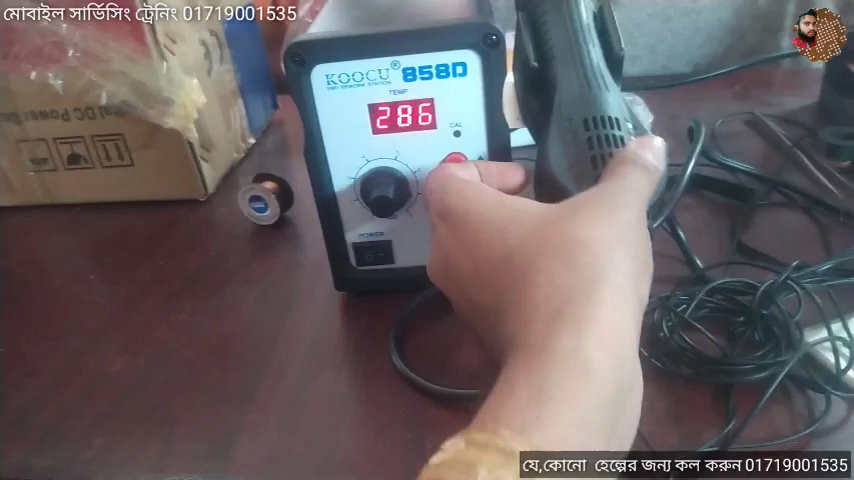 মোবাইল সার্ভিসিং ট্রেনিং 01719001535
KOOCU® 858D
SMD REWORK STATION
TEMP
286
CAL
POWER
যে,কোনো হেল্পের জন্য কল করুন 01719001535